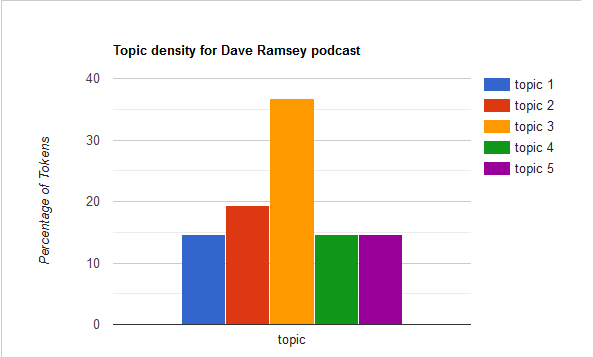 Topic density for Dave Ramsey podcast
40
30
20
10
0
Percentage of Tokens
topic
topic 1
topic 2
topic 3
topic 4
topic 5